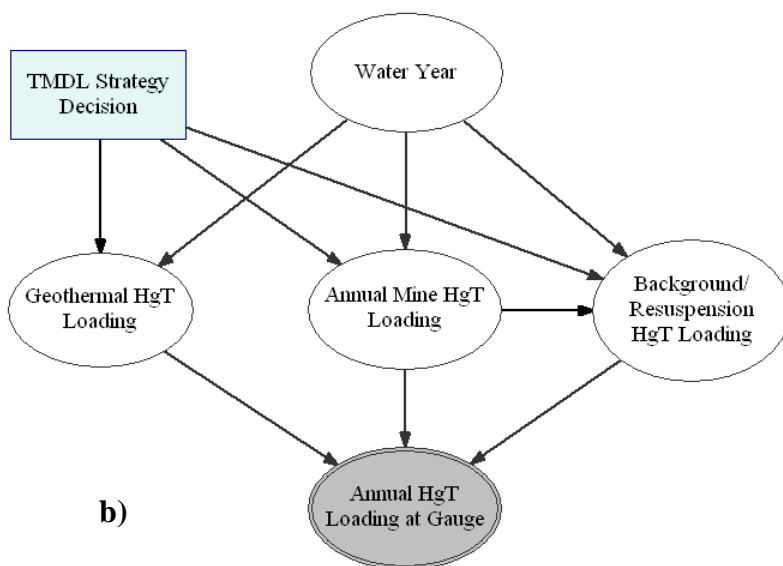 TMDL Strategy
Decision
Water Year
Geothermal HgT
Loading
Annual Mine HgT
Loading
Background/
Resuspension
HgT Loading
Annual HgT
Loading at Gauge
b)